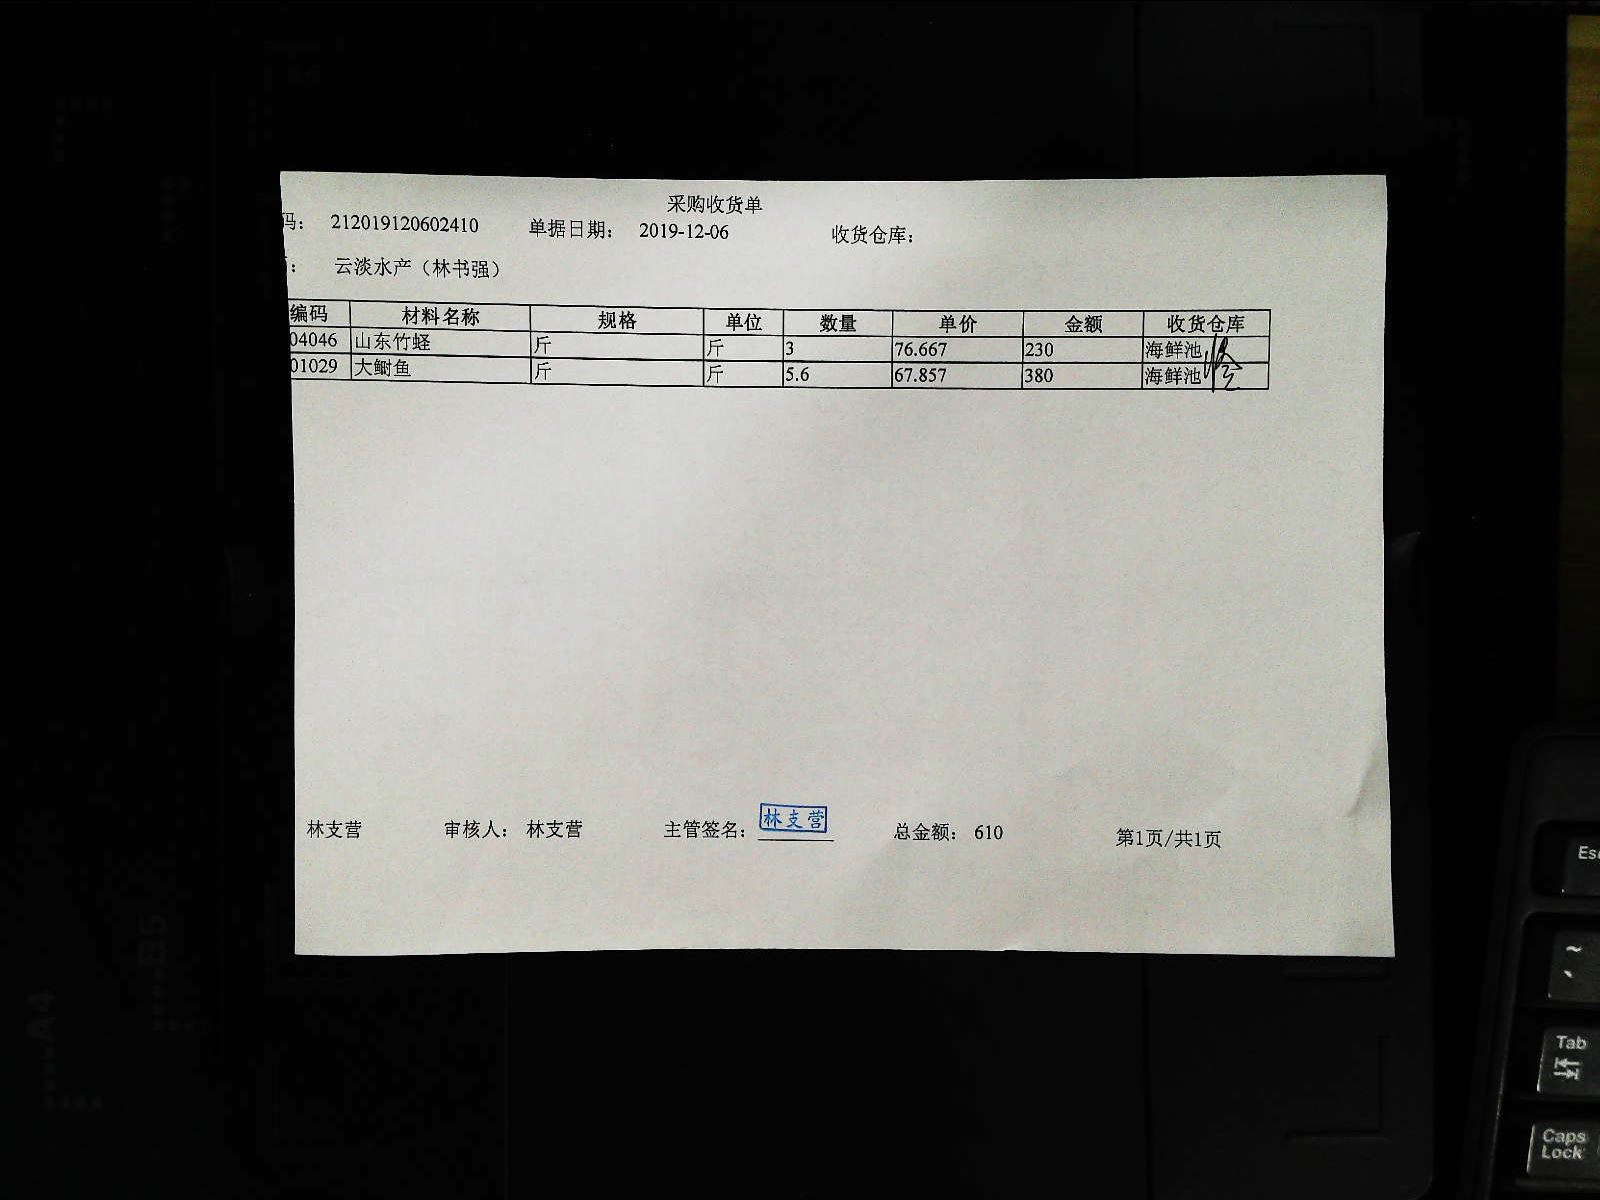 采购收货单
码： 212019120602410 单据日期： 2019-12-06 收货仓库：
： 云淡水产（林书强）
编码 材料名称 规格 单位 数量 单价 金额 收货仓库
04046 山东竹蛏 斤 斤 3 76.667 230 海鲜池
01029 大鲥鱼 斤 斤 5.6 67.857 380 海鲜池
林支营 审核人： 林支营 主管签名： 林支营 总金额： 610 第1页/共1页
B5
A4
Esc
~
Tab
Caps Lock